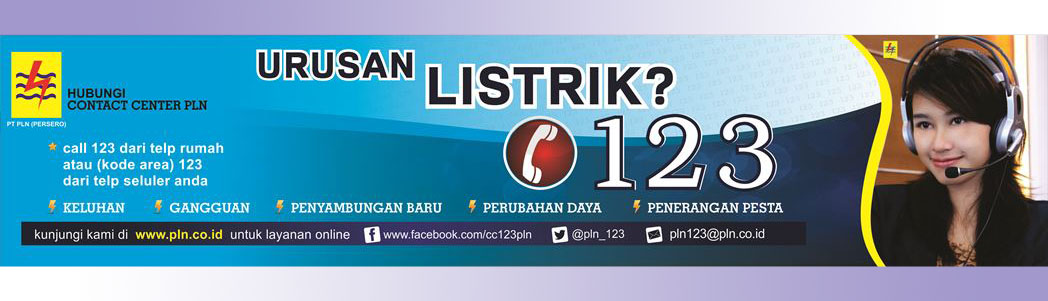 URUSAN LISTRIK?
HUBUNGI
CONTACT CENTER PLN
PT PLN (PERSERO)
123
call 123 dari telp rumah
atau (kode area) 123
dari telp seluler anda
KELUHAN GANGGUAN PENYAMBUNGAN BARU PERUBAHAN DAYA PENERANGAN PESTA
kunjungi kami di www.pln.co.id untuk layanan online www.facebook.com/cc123pln @pln_123 pln123@pln.co.id